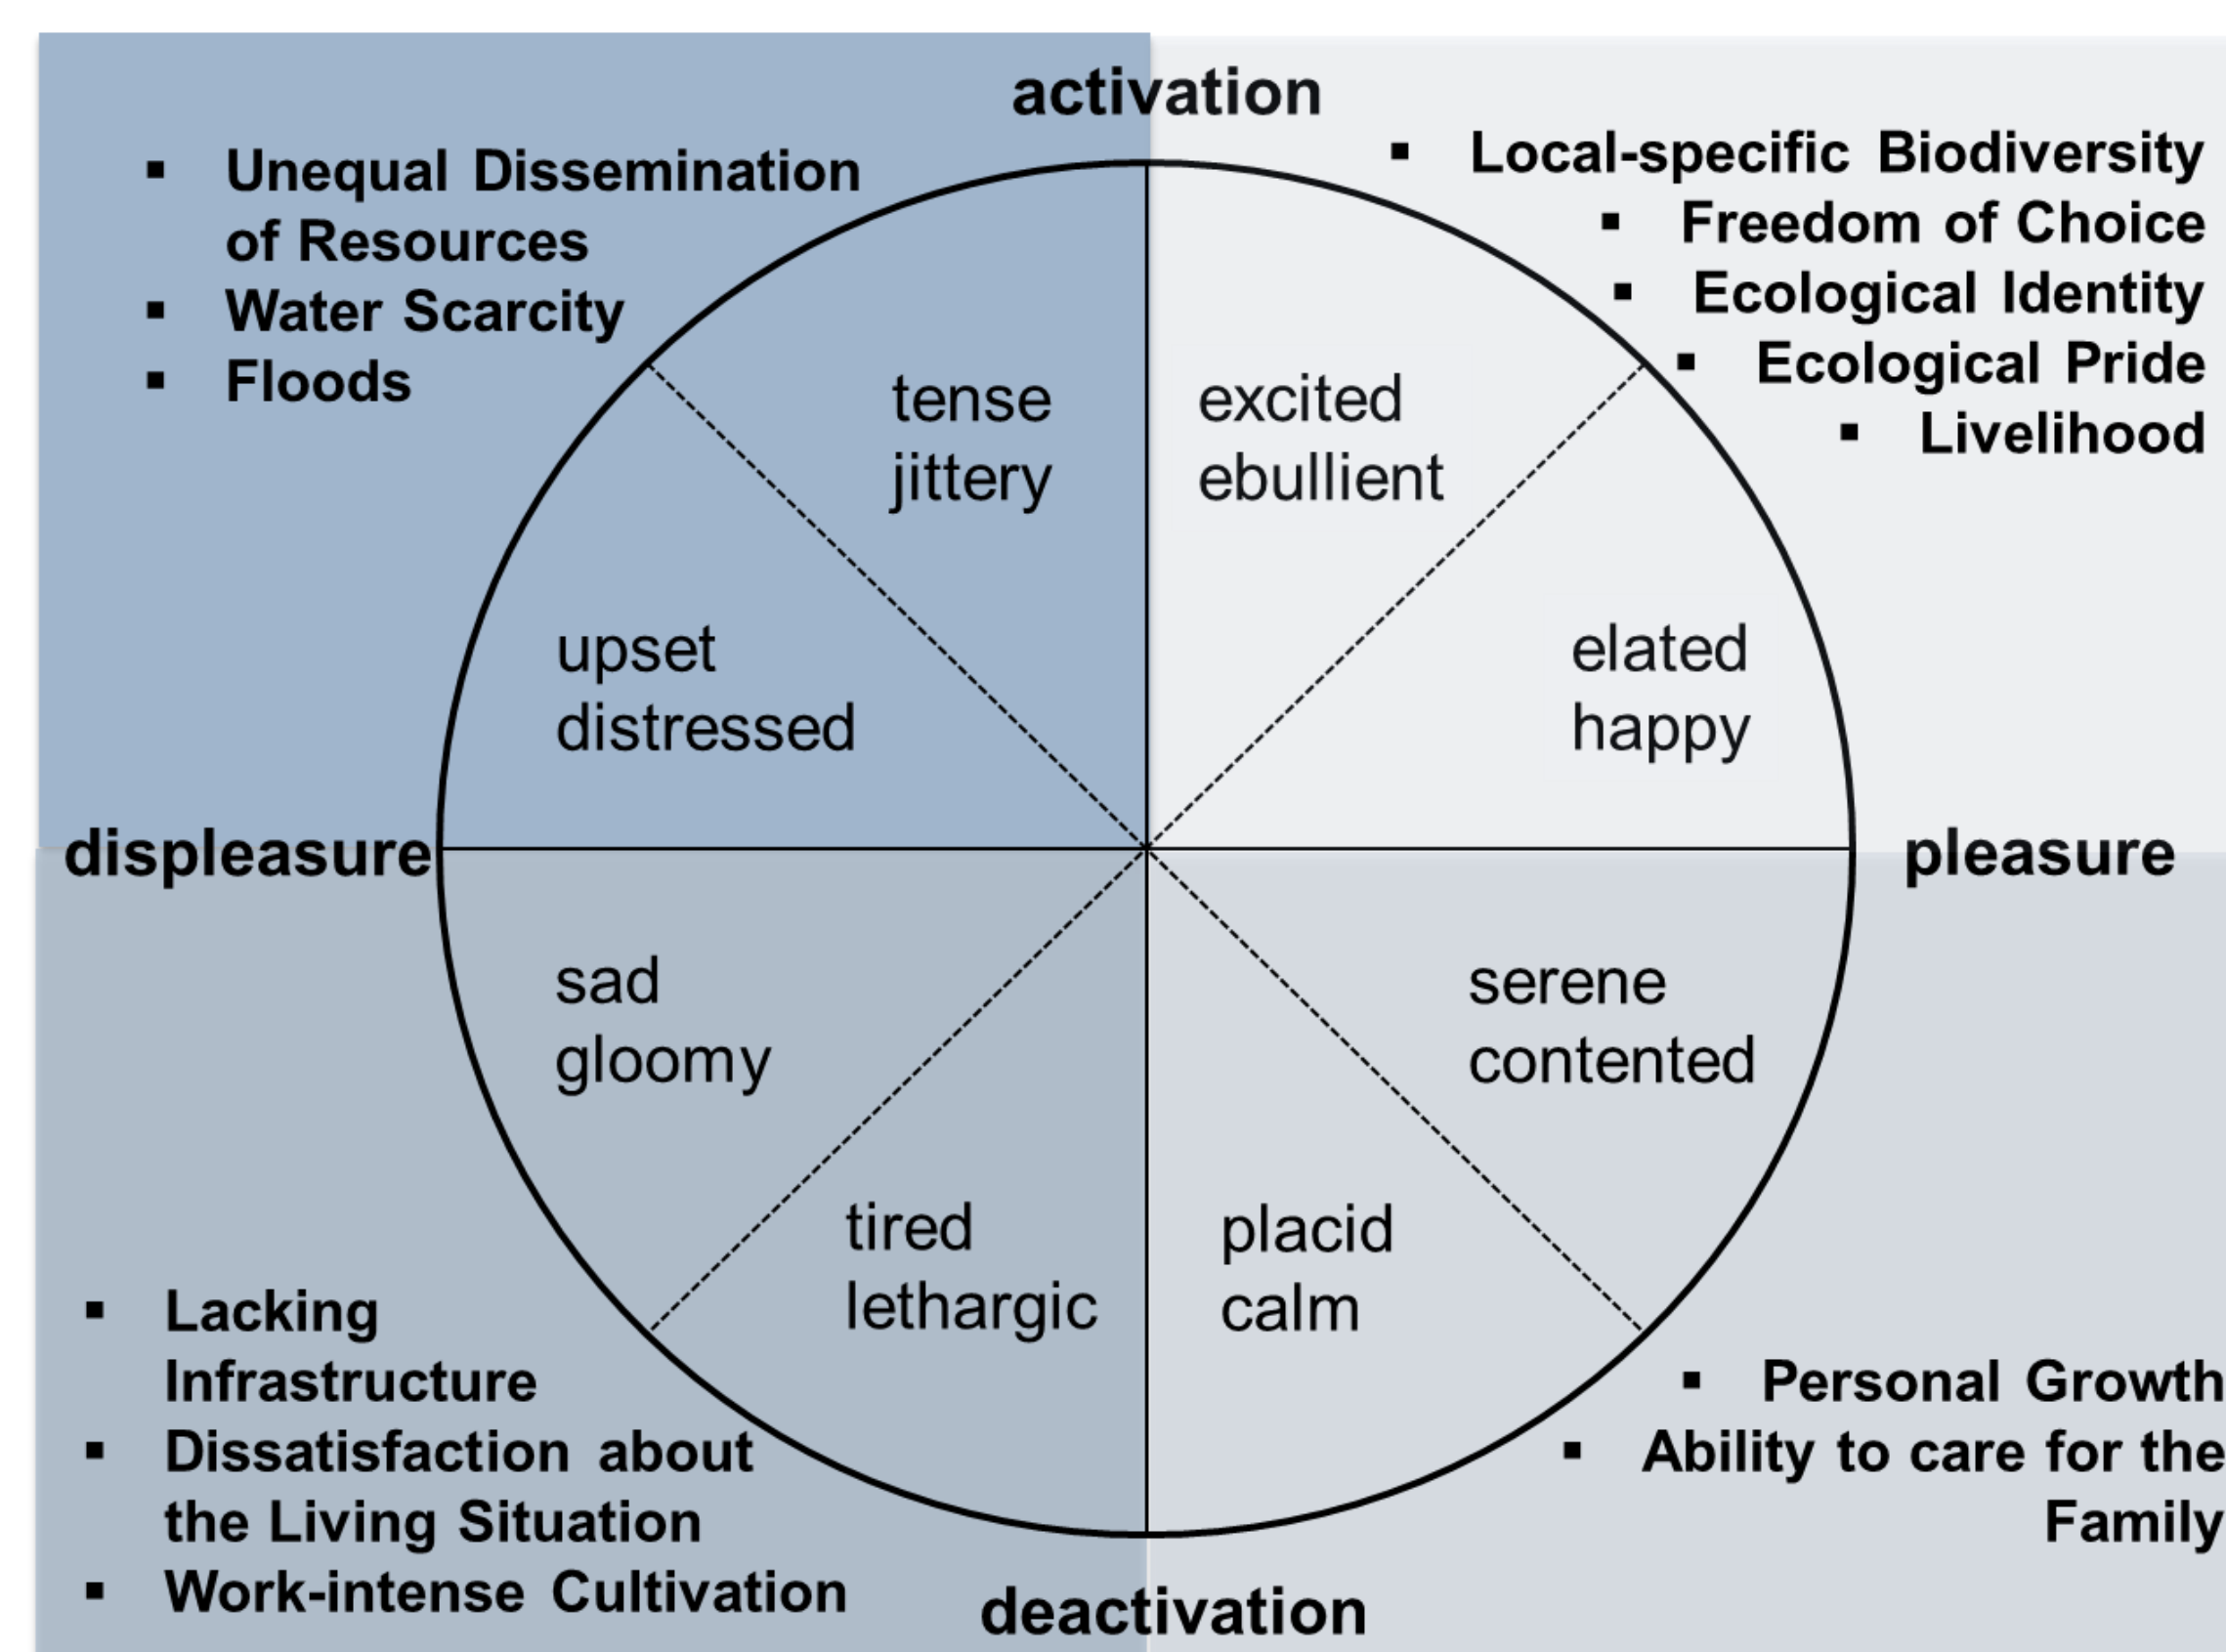 activation
▪ Unequal Dissemination
of Resources
▪ Water Scarcity
▪ Floods
▪ Local-specific Biodiversity
▪ Freedom of Choice
▪ Ecological Identity
▪ Ecological Pride
▪ Livelihood
tense
jittery
excited
ebullient
upset
distressed
elated
happy
displeasure
pleasure
sad
gloomy
serene
contented
tired
lethargic
placid
calm
▪ Lacking
Infrastructure
▪ Dissatisfaction about
the Living Situation
▪ Work-intense Cultivation
▪ Personal Growth
▪ Ability to care for the
Family
deactivation